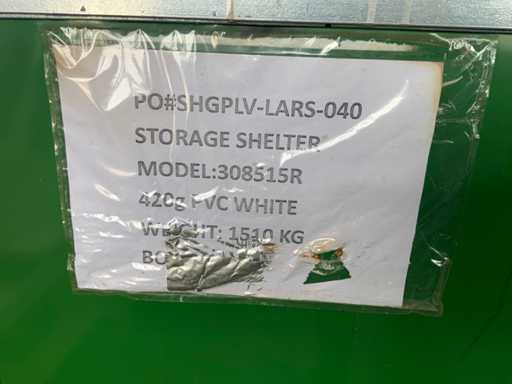 PO#SHGPLV-LARS-040
STORAGE SHELTER
MODEL:308515R
420g PVC WHITE
WEIGHT: 1510 KG